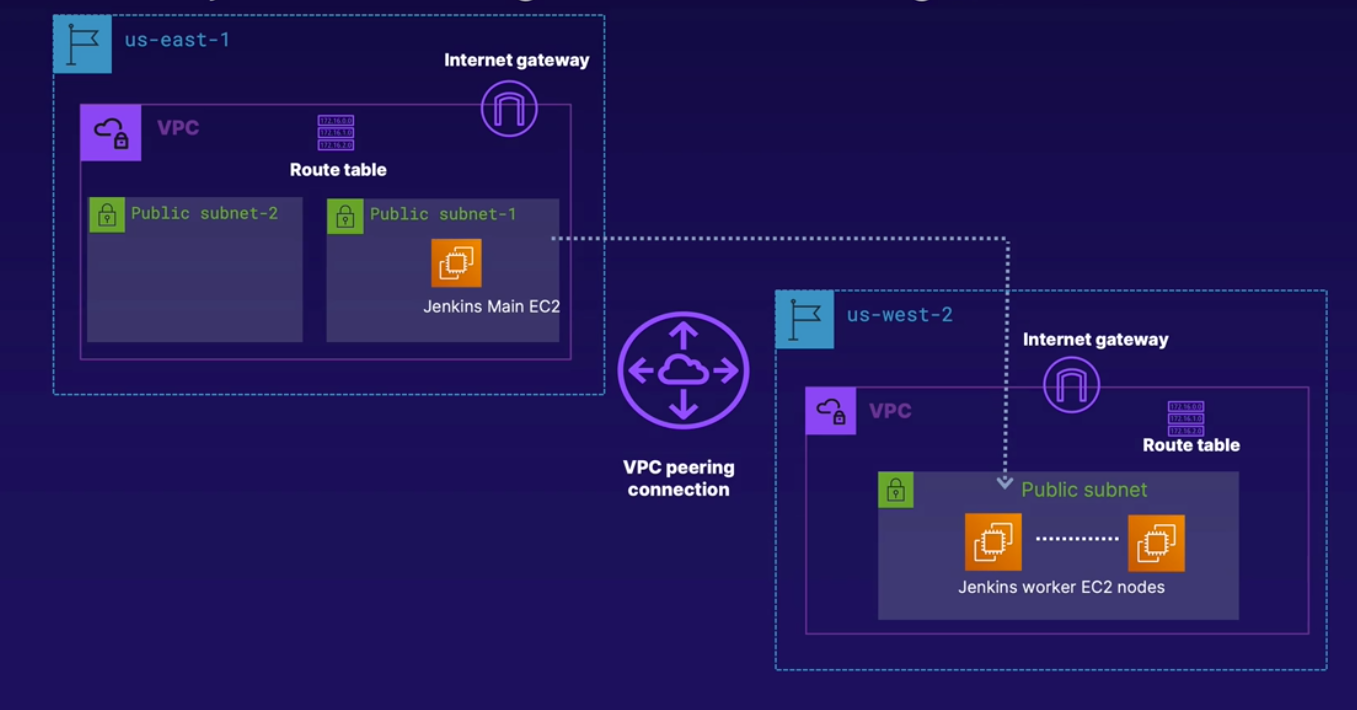 us-east-1
Internet gateway
VPC
172.16.0.0
172.16.1.0
172.16.2.0
Route table
Public subnet-2
Public subnet-1
Jenkins Main EC2
VPC peering
connection
us-west-2
Internet gateway
VPC
172.16.0.0
172.16.1.0
172.16.2.0
Route table
Public subnet
Jenkins worker EC2 nodes